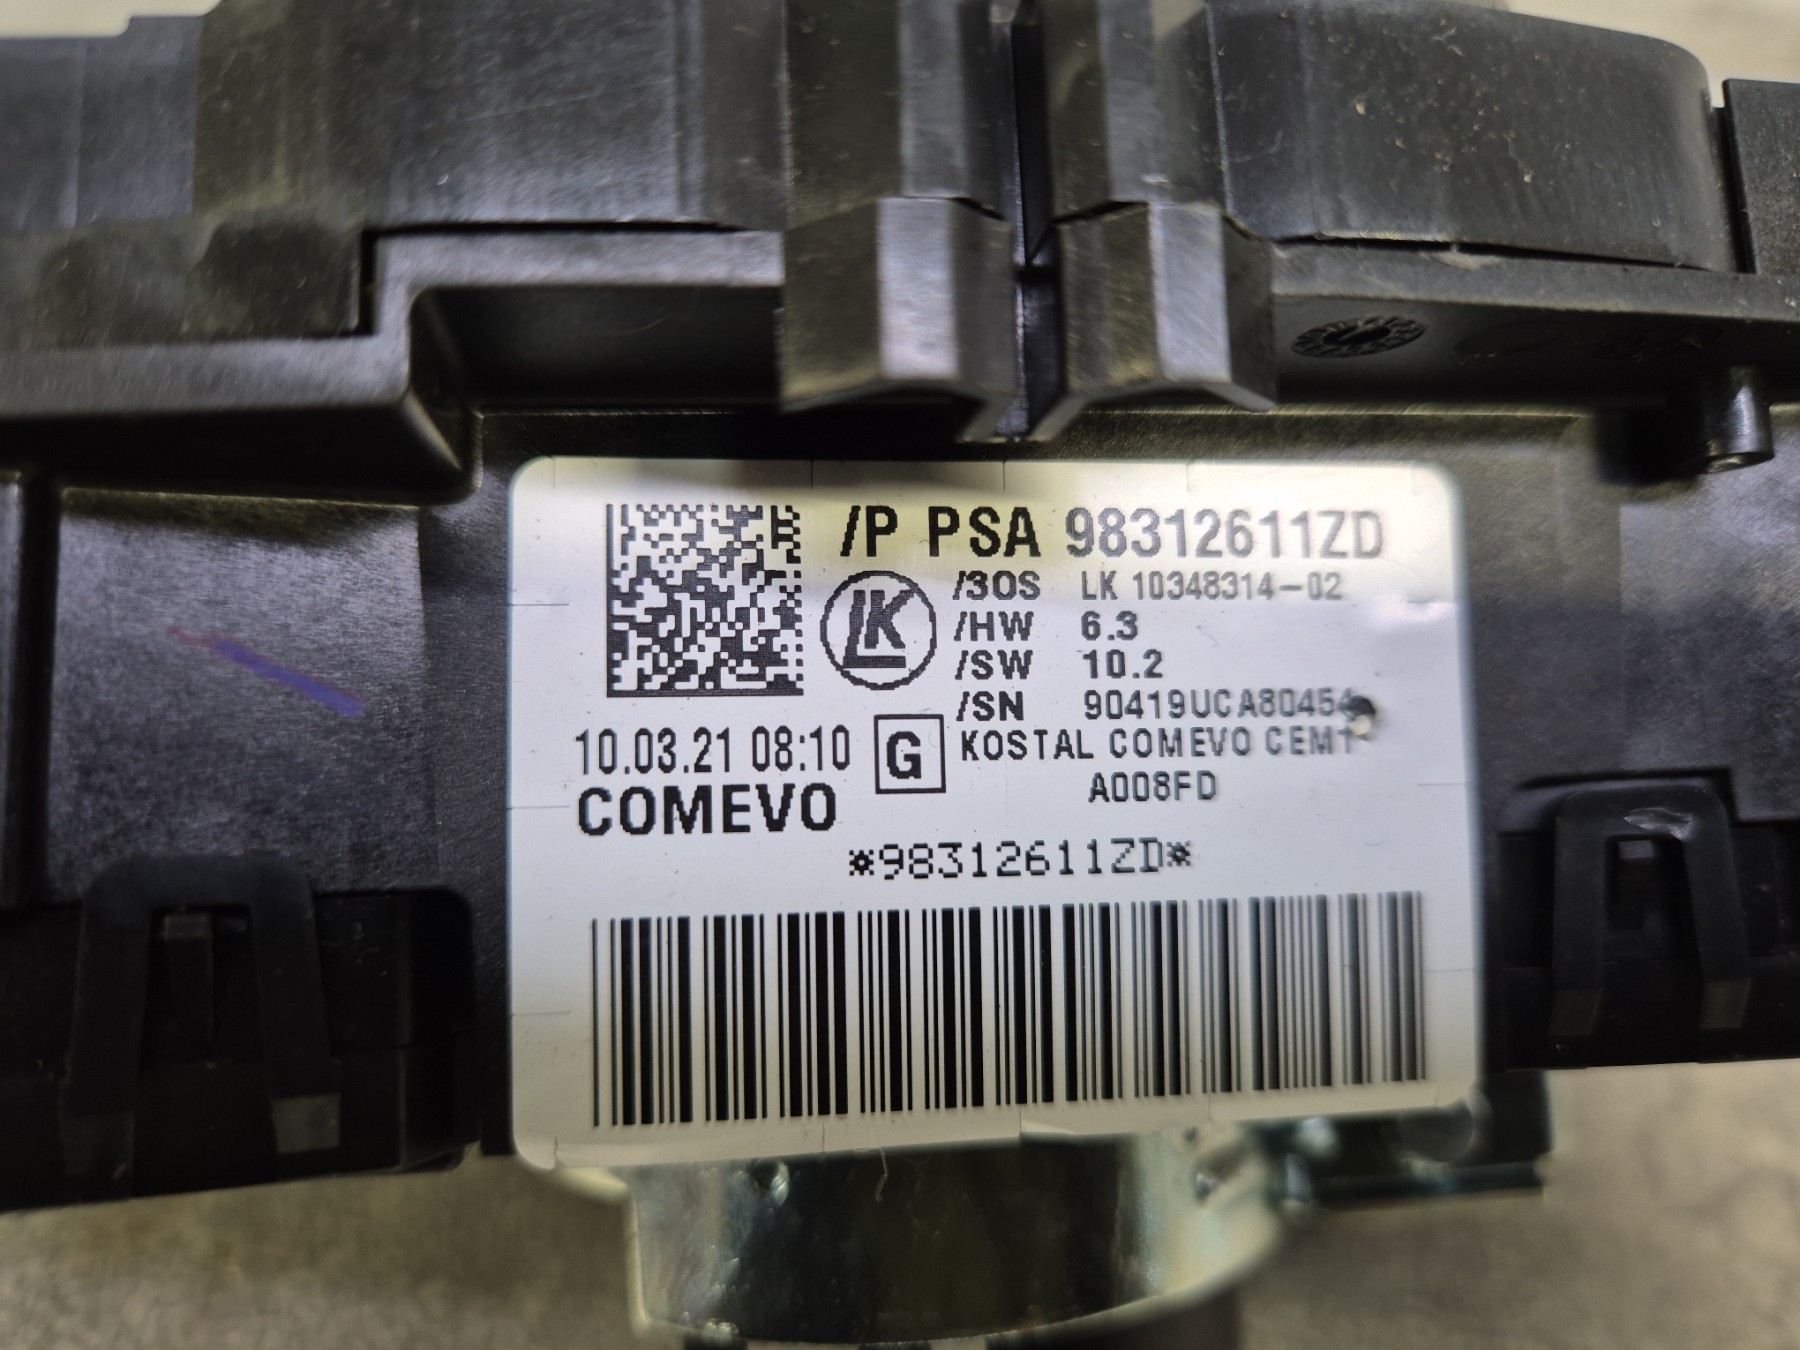 /P PSA 98312611ZD
LK
/3OS LK 10348314-02
/HW 6.3
/SW 10.2
/SN 90419UCA80454
10.03.21 08:10
COMEVO
G
KOSTAL COMEVO CEM1
A008FD
*98312611ZD*